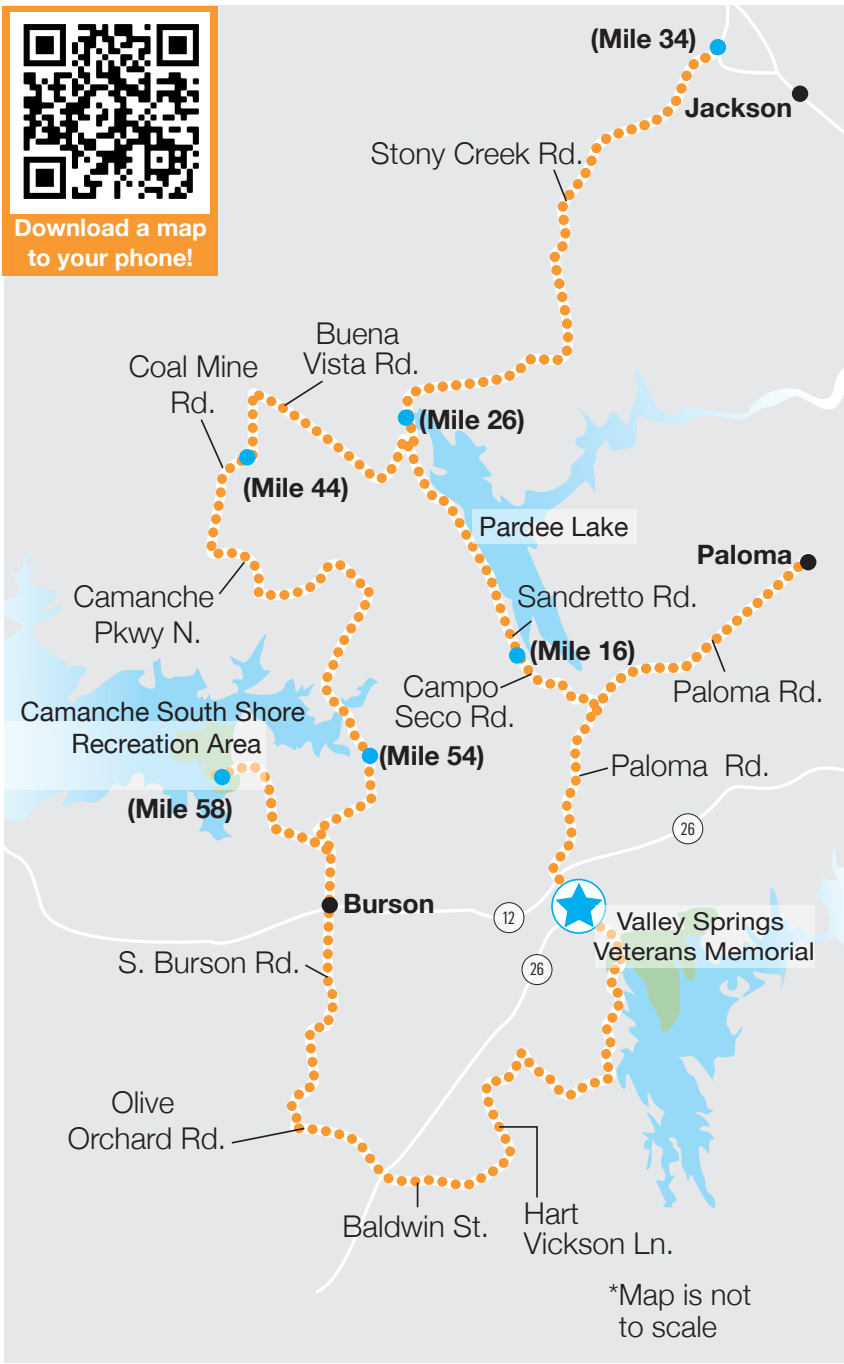 Download a map
to your phone!
(Mile 34)
Jackson
Stony Creek Rd.
Buena
Vista Rd.
Coal Mine
Rd.
(Mile 26)
(Mile 44)
Pardee Lake
Paloma
Camanche
Pkwy N.
Sandretto Rd.
(Mile 16)
Campo
Seco Rd.
Paloma Rd.
Camanche South Shore
Recreation Area
(Mile 54)
Paloma Rd.
(Mile 58)
26
Burson
12
Valley Springs
Veterans Memorial
S. Burson Rd.
26
Olive
Orchard Rd.
Baldwin St.
Hart
Vickson Ln.
*Map is not
to scale